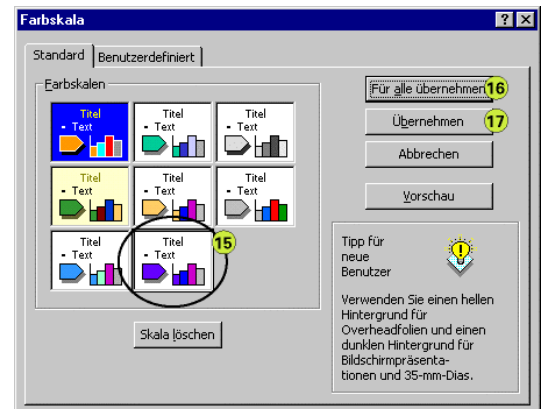 Farbskala
Standard
Benutzerdefiniert
Farbskalen
Titel
- Text
Titel
- Text
Titel
- Text
Titel
- Text
Titel
- Text
Titel
- Text
Titel
- Text
Titel
- Text
15
Skala löschen
Für alle übernehmen
16
Übernehmen
17
Abbrechen
Vorschau
Tipp für
neue
Benutzer
Verwenden Sie einen hellen
Hintergrund für
Overheadfolien und einen
dunklen Hintergrund für
Bildschirmpräsenta-
tionen und 35-mm-Dias.